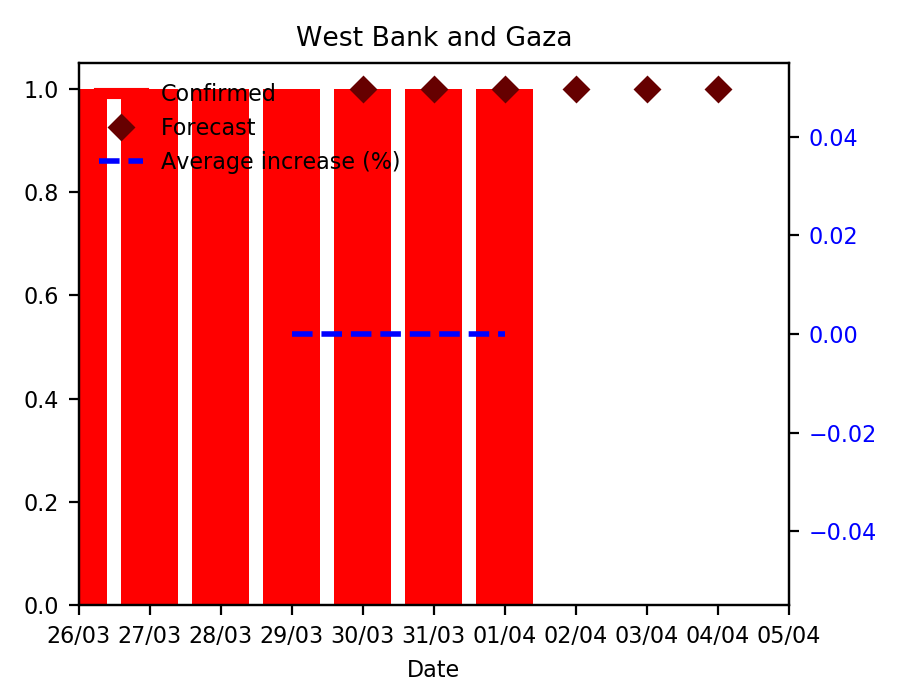 West Bank and Gaza
1.0
0.8
0.6
0.4
0.2
0.0
Confirmed
Forecast
Average increase (%)
0.04
0.02
0.00
−0.02
−0.04
26/03 27/03 28/03 29/03 30/03 31/03 01/04 02/04 03/04 04/04 05/04
Date